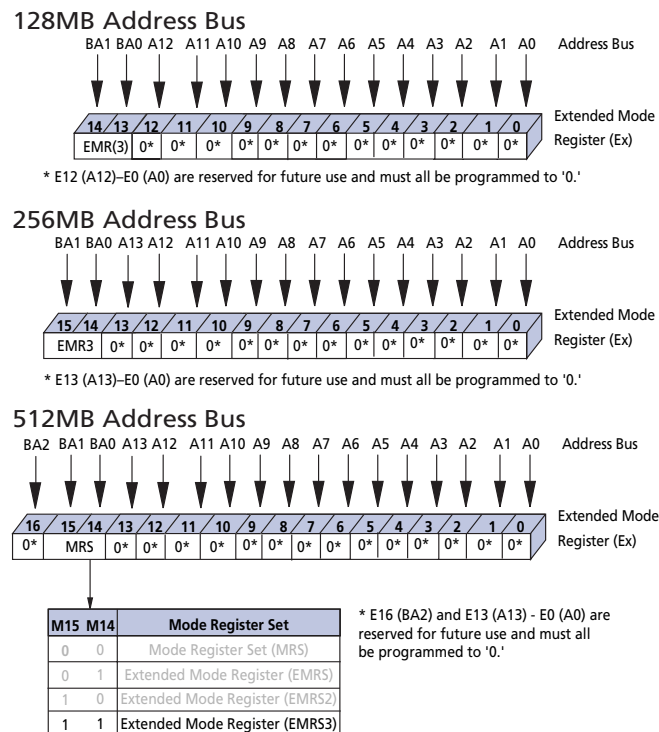 128MB Address Bus
BA1 BA0 A12 A11 A10 A9 A8 A7 A6 A5 A4 A3 A2 A1 A0 Address Bus
14 13 12 11 10 9 8 7 6 5 4 3 2 1 0 Extended Mode
EMR(3) 0* 0* 0* 0* 0* 0* 0* 0* 0* 0* 0* 0* 0* Register (Ex)
* E12 (A12)–E0 (A0) are reserved for future use and must all be programmed to '0.'
256MB Address Bus
BA1 BA0 A13 A12 A11 A10 A9 A8 A7 A6 A5 A4 A3 A2 A1 A0 Address Bus
15 14 13 12 11 10 9 8 7 6 5 4 3 2 1 0 Extended Mode
EMR3 0* 0* 0* 0* 0* 0* 0* 0* 0* 0* 0* 0* 0* 0* Register (Ex)
* E13 (A13)–E0 (A0) are reserved for future use and must all be programmed to '0.'
512MB Address Bus
BA2 BA1 BA0 A13 A12 A11 A10 A9 A8 A7 A6 A5 A4 A3 A2 A1 A0 Address Bus
16 15 14 13 12 11 10 9 8 7 6 5 4 3 2 1 0 Extended Mode
0* MRS 0* 0* 0* 0* 0* 0* 0* 0* 0* 0* 0* 0* 0* 0* Register (Ex)
M15 M14 Mode Register Set
0 0 Mode Register Set (MRS)
0 1 Extended Mode Register (EMRS)
1 0 Extended Mode Register (EMRS2)
1 1 Extended Mode Register (EMRS3)
* E16 (BA2) and E13 (A13) - E0 (A0) are
reserved for future use and must all
be programmed to '0.'